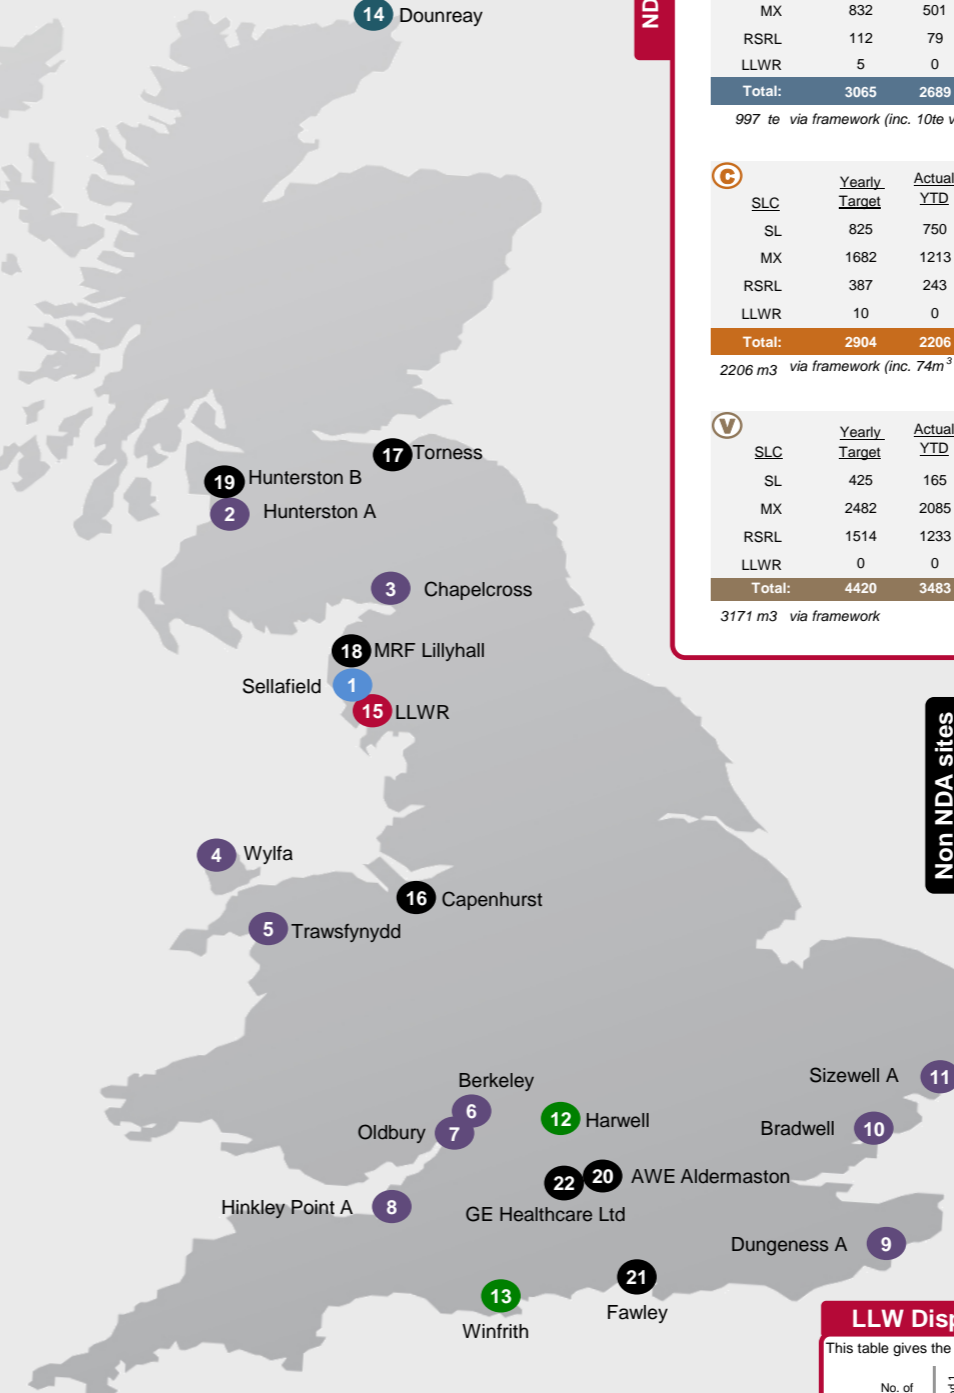 14 Dounreay
ND
MX 832 501
RSRL 112 79
LLWR 5 0
Total: 3065 2689
997 te via framework (inc. 10te v
C
SLC Yearly Target Actual YTD
SL 825 750
MX 1682 1213
RSRL 387 243
LLWR 10 0
Total: 2904 2206
2206 m3 via framework (inc. 74m³
V
SLC Yearly Target Actual YTD
SL 425 165
MX 2482 2085
RSRL 1514 1233
LLWR 0 0
Total: 4420 3483
3171 m3 via framework
17 Torness
19 Hunterston B
2 Hunterston A
3 Chapelcross
18 MRF Lillyhall
Sellafield 1
15 LLWR
Non NDA sites
4 Wylfa
16 Capenhurst
5 Trawsfynydd
Sizewell A 11
Berkeley
6
12 Harwell
Bradwell 10
Oldbury 7
22 20 AWE Aldermaston
GE Healthcare Ltd
Hinkley Point A 8
Dungeness A 9
21
Fawley
13
Winfrith
LLW Disp
This table gives the
No. of